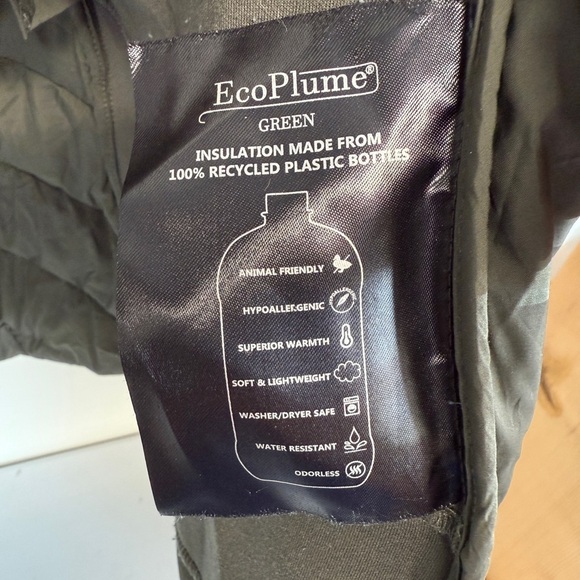 EcoPlume®
GREEN
INSULATION MADE FROM
100% RECYCLED PLASTIC BOTTLES
ANIMAL FRIENDLY
HYPOALLERGENIC
SUPERIOR WARMTH
SOFT & LIGHTWEIGHT
WASHER/DRYER SAFE
WATER RESISTANT
ODORLESS